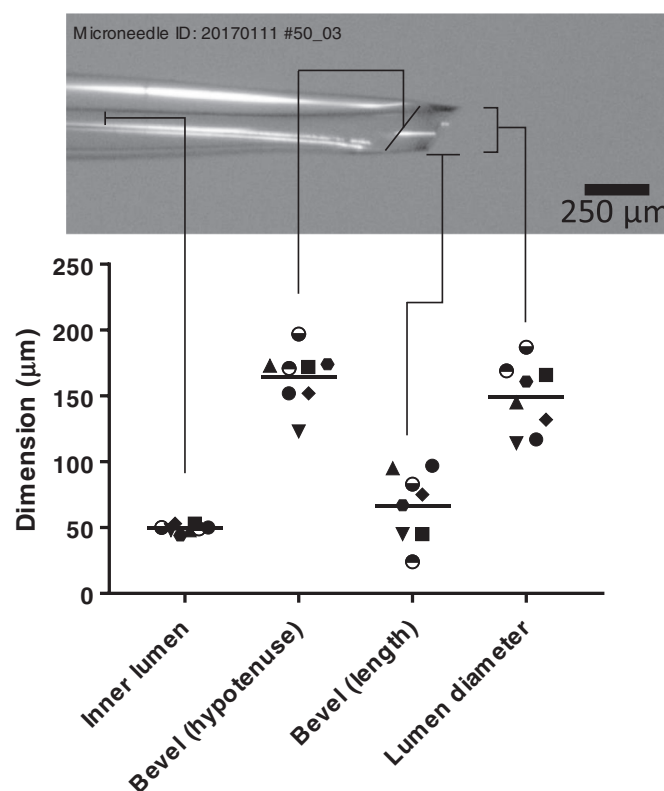 Microneedle ID: 20170111 #50_03
250 μm
250
200
150
100
50
0
Dimension (μm)
Inner lumen
Bevel (hypotenuse)
Bevel (length)
Lumen diameter